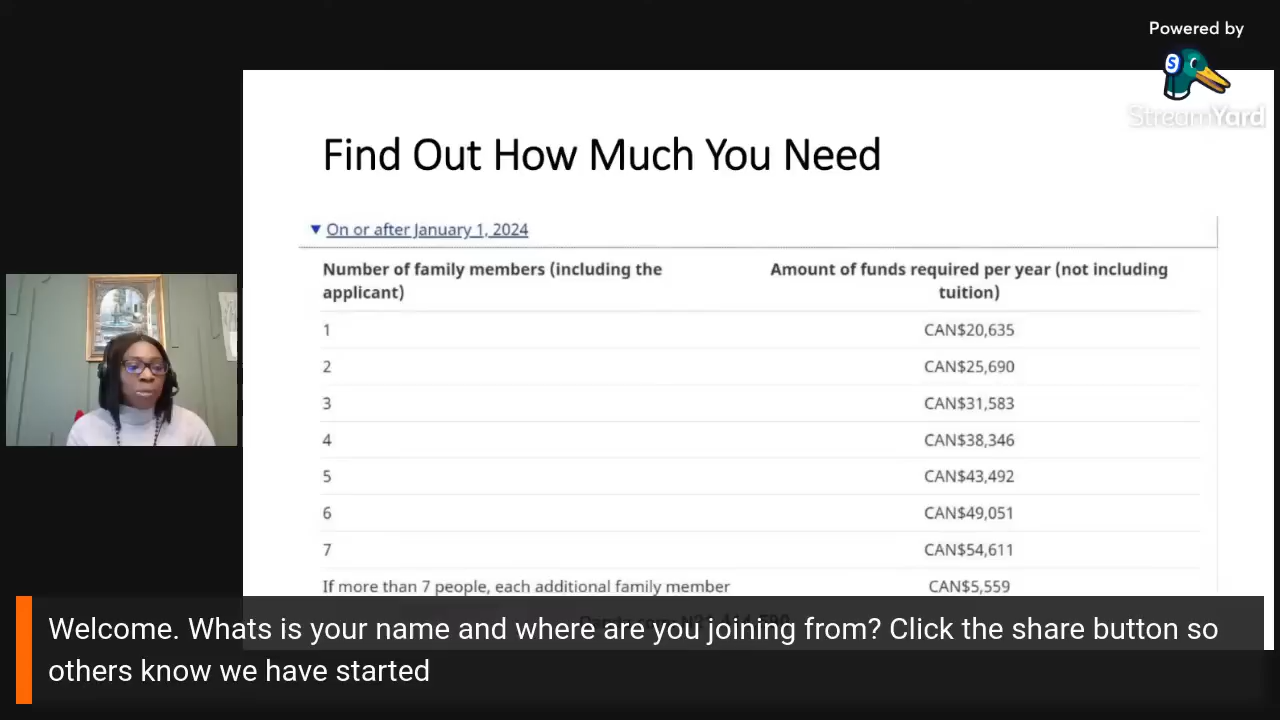 Powered by
StreamYard
Find Out How Much You Need
▼ On or after January 1, 2024
Number of family members (including the applicant)
Amount of funds required per year (not including tuition)
1 CAN$20,635
2 CAN$25,690
3 CAN$31,583
4 CAN$38,346
5 CAN$43,492
6 CAN$49,051
7 CAN$54,611
If more than 7 people, each additional family member CAN$5,559
Welcome. Whats is your name and where are you joining from? Click the share button so
others know we have started